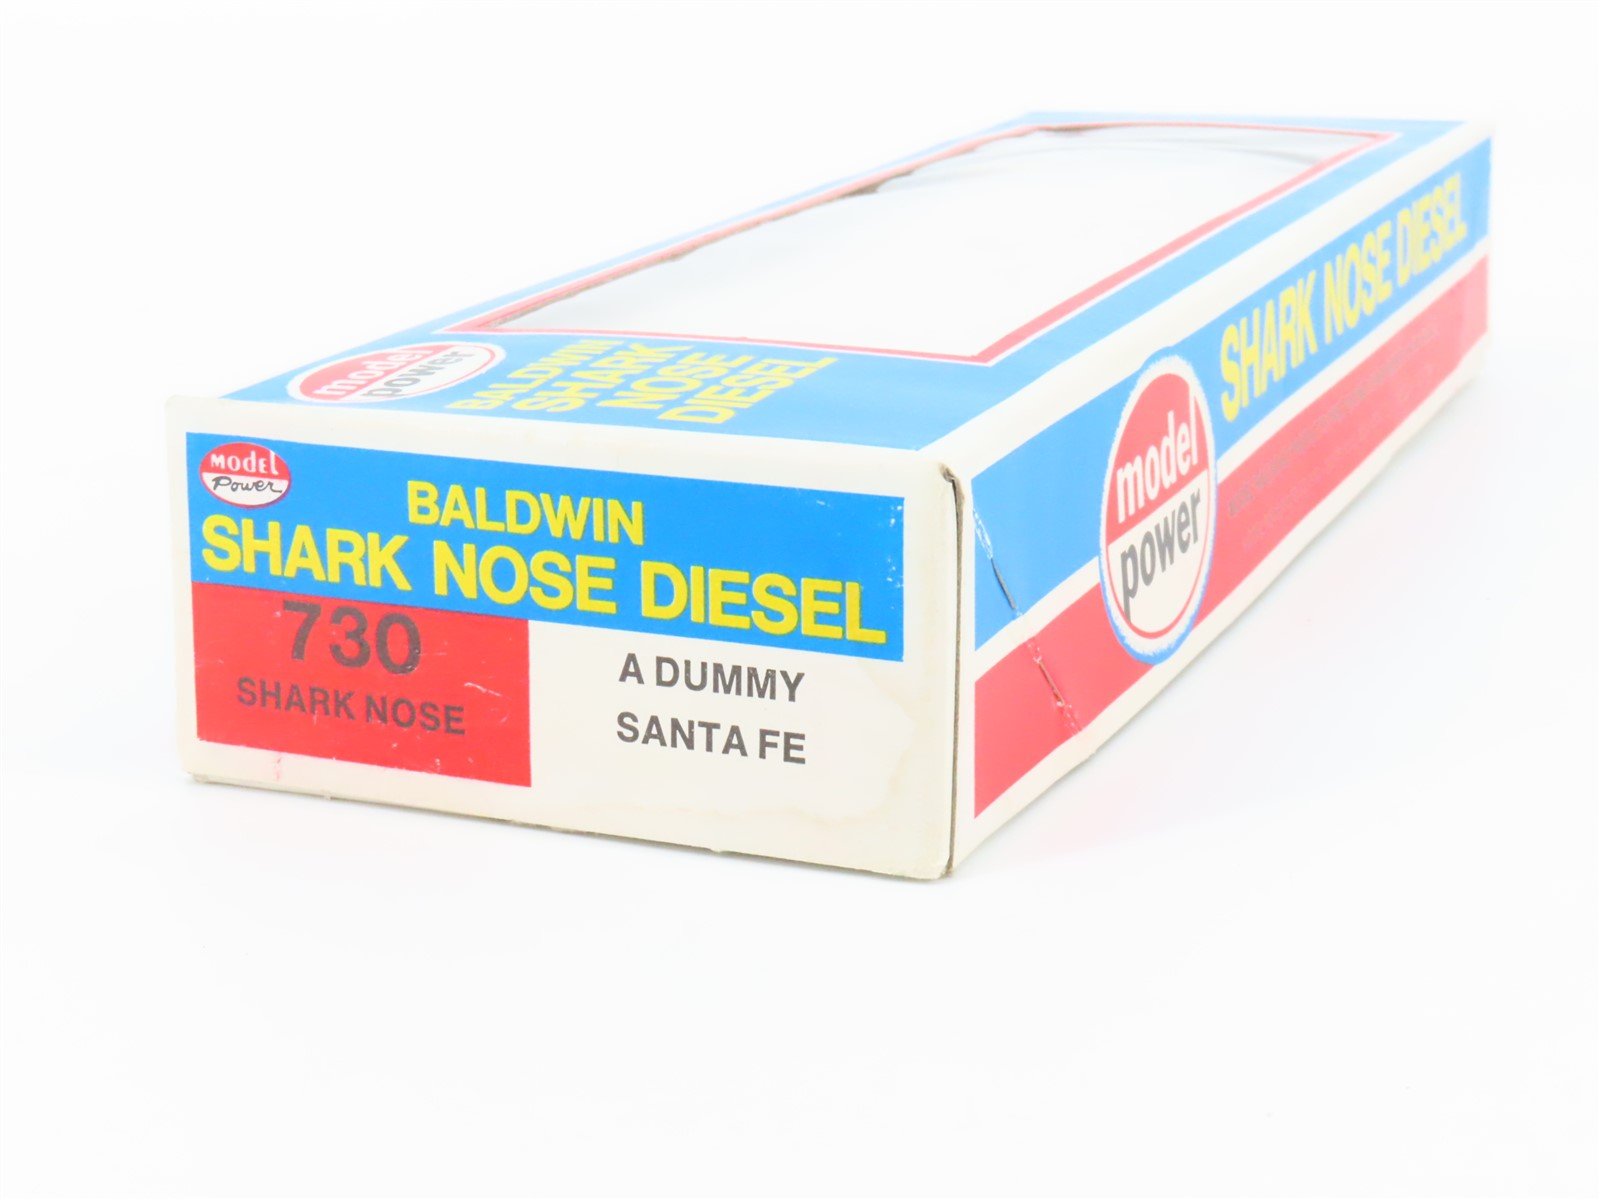 model
power
BALDWIN
SHARK
NOSE
DIESEL
MODEL
Power
BALDWIN
SHARK NOSE DIESEL
730
SHARK NOSE
A DUMMY
SANTA FE
model
power
SHARK NOSE DIESEL